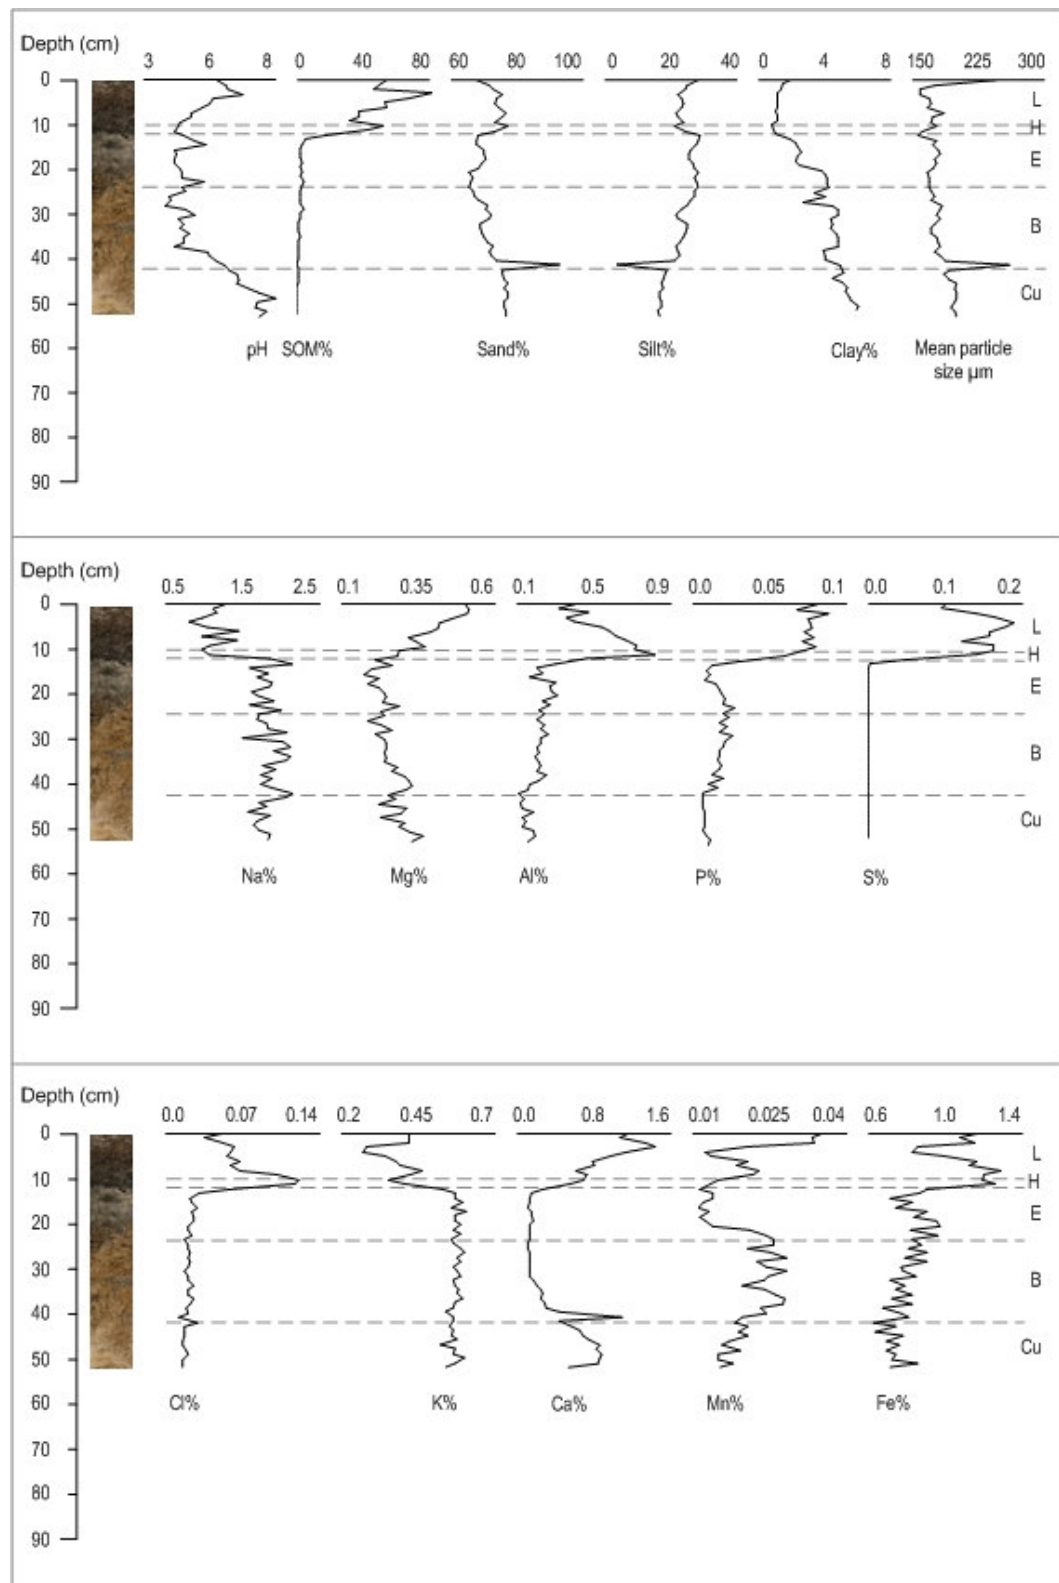 Depth (cm)
3 6 8 0 40 80 60 80 100 0 20 40 0 4 8 150 225 300
0
L
10
H
20
E
30
B
40
Cu
50
60
pH SOM% Sand% Silt% Clay% Mean particle
size µm
70
80
90
Depth (cm)
0.5 1.5 2.5 0.1 0.35 0.6 0.1 0.5 0.9 0.0 0.05 0.1 0.0 0.1 0.2
0
L
10
H
20
E
30
B
40
Cu
50
60
Na% Mg% Al% P% S%
70
80
90
Depth (cm)
0.0 0.07 0.14 0.2 0.45 0.7 0.0 0.8 1.6 0.01 0.025 0.04 0.6 1.0 1.4
0
L
10
H
20
E
30
B
40
Cu
50
60
Cl% K% Ca% Mn% Fe%
70
80
90